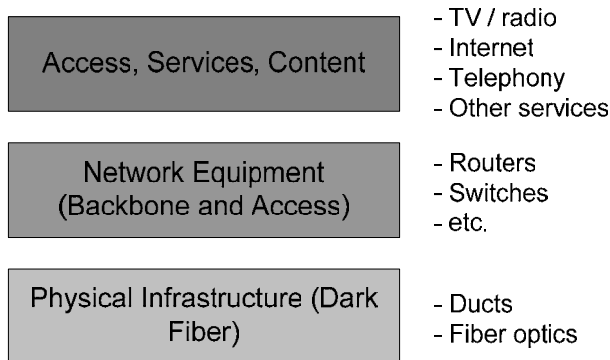 Access, Services, Content
- TV / radio
- Internet
- Telephony
- Other services
Network Equipment
(Backbone and Access)
- Routers
- Switches
- etc.
Physical Infrastructure (Dark
Fiber)
- Ducts
- Fiber optics